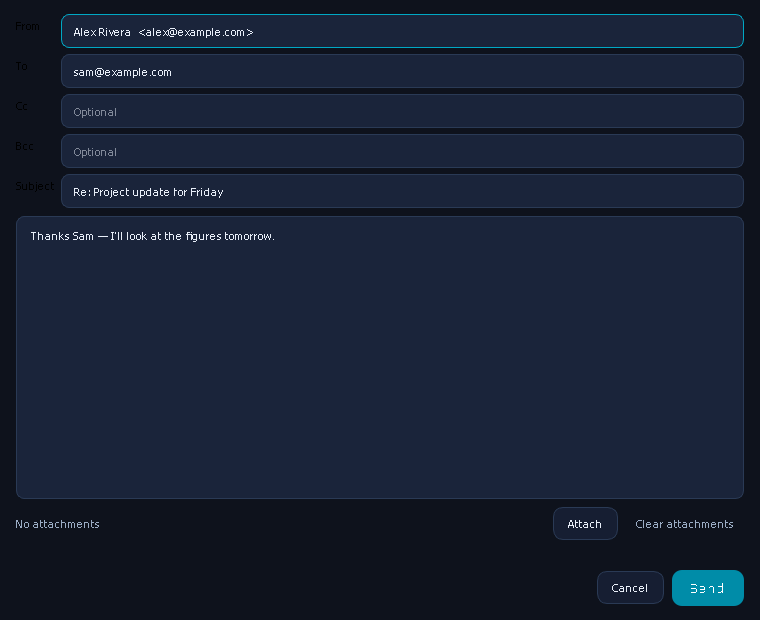 From
Alex Rivera <alex@example.com>
To
sam@example.com
Cc
Optional
Bcc
Optional
Subject
Re: Project update for Friday
Thanks Sam — I'll look at the figures tomorrow.
No attachments
Attach
Clear attachments
Cancel
Send